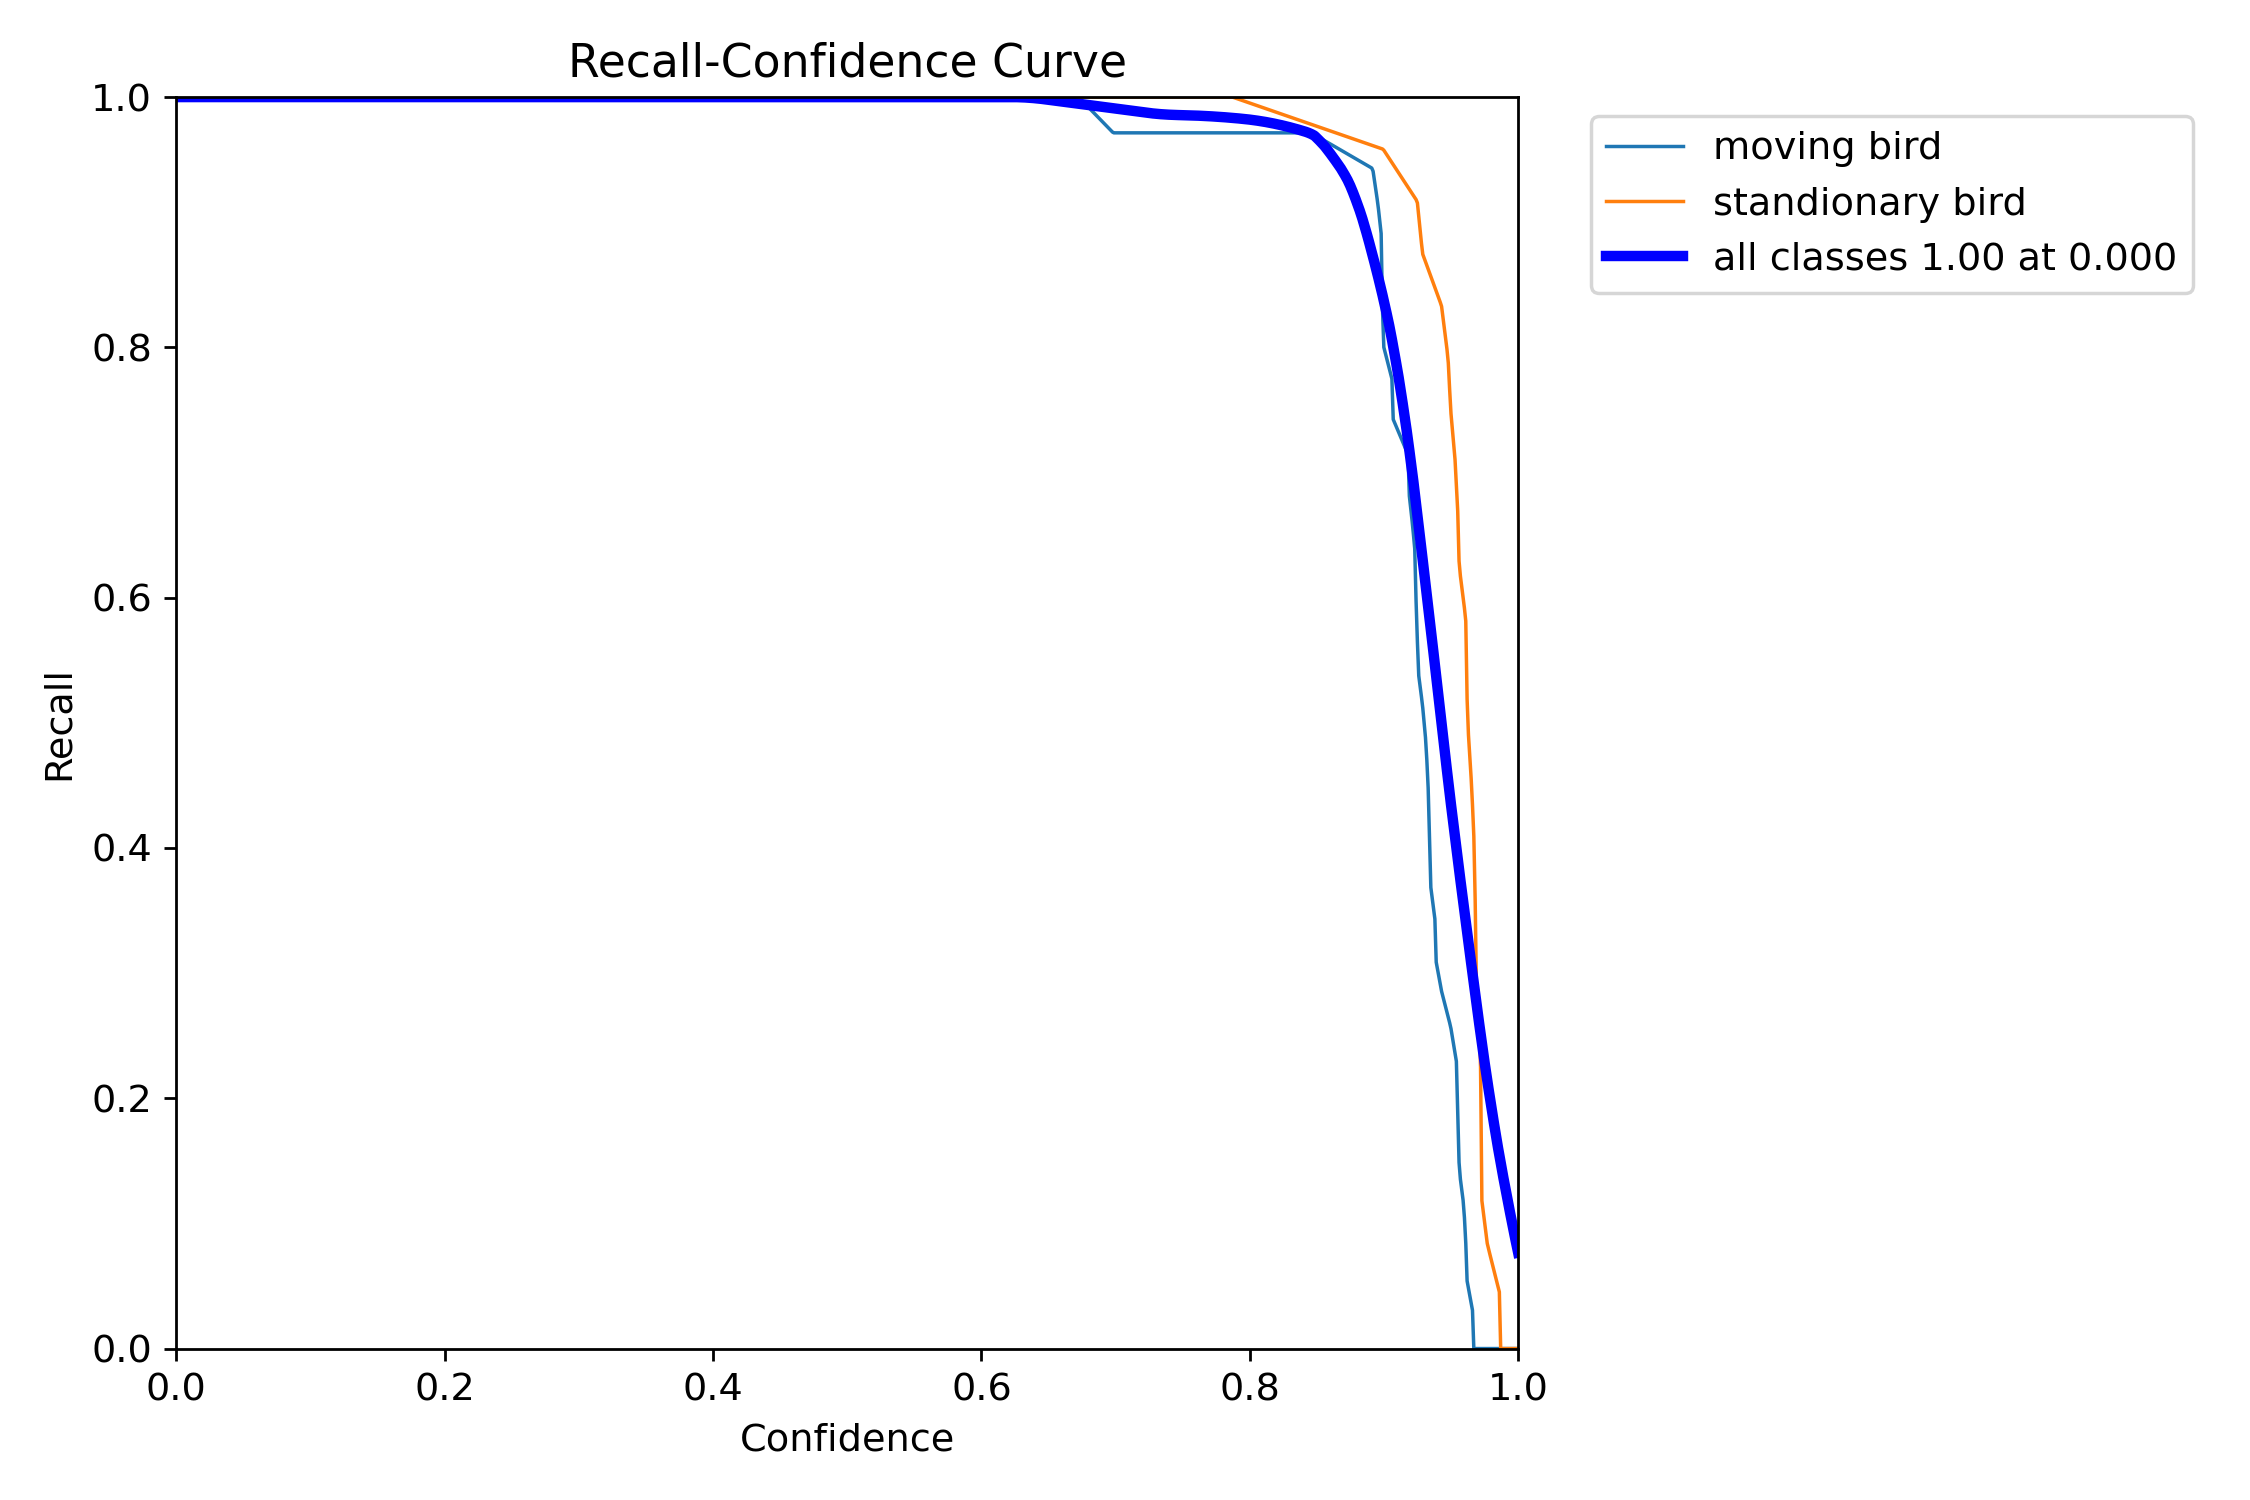 Recall-Confidence Curve
1.0
0.8
0.6
0.4
0.2
0.0
Recall
0.0 0.2 0.4 0.6 0.8 1.0
Confidence
moving bird
standionary bird
all classes 1.00 at 0.000